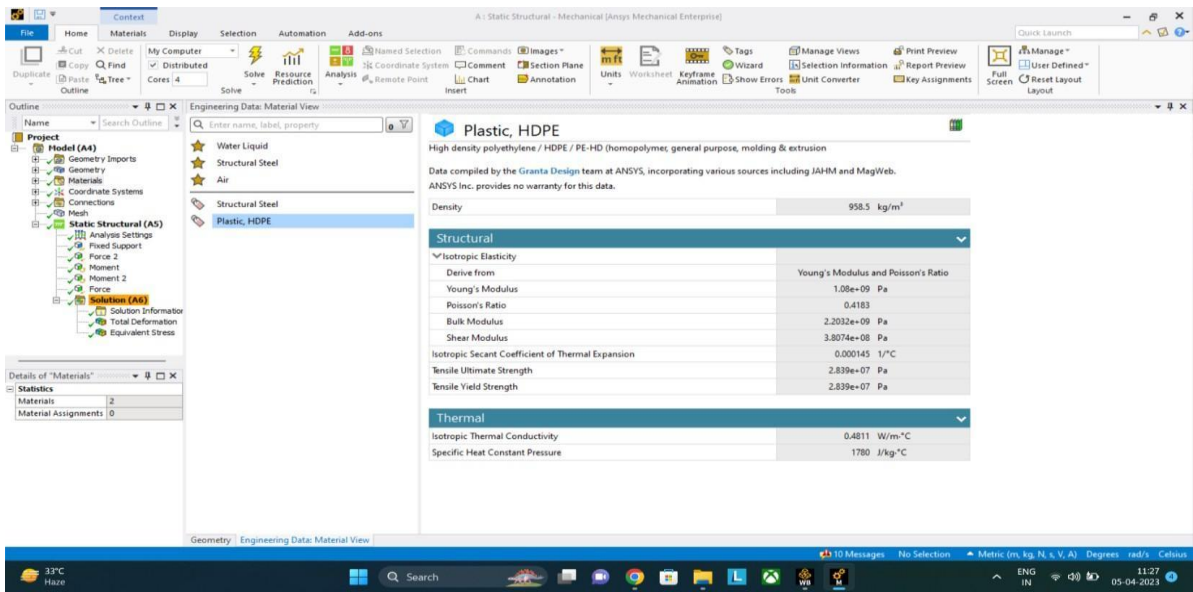 Context
A : Static Structural - Mechanical [Ansys Mechanical Enterprise]
File Home Materials Display Selection Automation Add-ons Quick Launch
Duplicate
Cut
Copy
Paste
Delete
Find
Tree
Outline
My Computer
Distributed
Cores 4
Solve
Resource Prediction
Solve
Analysis
Named Selection
Coordinate System
Remote Point
Commands
Comment
Chart
Images
Section Plane
Annotation
Insert
Units
Worksheet
Keyframe Animation
Tags
Wizard
Show Errors
Manage Views
Selection Information
Unit Converter
Print Preview
Report Preview
Key Assignments
Tools
Full Screen
Manage
User Defined
Reset Layout
Layout
Outline
Name Search Outline
Project
Model (A4)
Geometry Imports
Geometry
Materials
Coordinate Systems
Connections
Mesh
Static Structural (A5)
Analysis Settings
Fixed Support
Force 2
Moment
Moment 2
Force
Solution (A6)
Solution Information
Total Deformation
Equivalent Stress
Details of "Materials"
Statistics
Materials 2
Material Assignments 0
Engineering Data: Material View
Enter name, label, property 0
Water Liquid
Structural Steel
Air
Structural Steel
Plastic, HDPE
Plastic, HDPE
High density polyethylene / HDPE / PE-HD (homopolymer, general purpose, molding & extrusion
Data compiled by the Granta Design team at ANSYS, incorporating various sources including JAHM and MagWeb.
ANSYS Inc. provides no warranty for this data.
Density 958.5 kg/m³
Structural
Isotropic Elasticity
Derive from Young's Modulus and Poisson's Ratio
Young's Modulus 1.08e+09 Pa
Poisson's Ratio 0.4183
Bulk Modulus 2.2032e+09 Pa
Shear Modulus 3.8074e+08 Pa
Isotropic Secant Coefficient of Thermal Expansion 0.000145 1/°C
Tensile Ultimate Strength 2.839e+07 Pa
Tensile Yield Strength 2.839e+07 Pa
Thermal
Isotropic Thermal Conductivity 0.4811 W/m·°C
Specific Heat Constant Pressure 1780 J/kg·°C
Geometry Engineering Data: Material View
10 Messages No Selection Metric (m, kg, N, s, V, A) Degrees rad/s Celsius
33°C
Haze
Search
L
WB
M
ENG
IN
11:27
05-04-2023
4